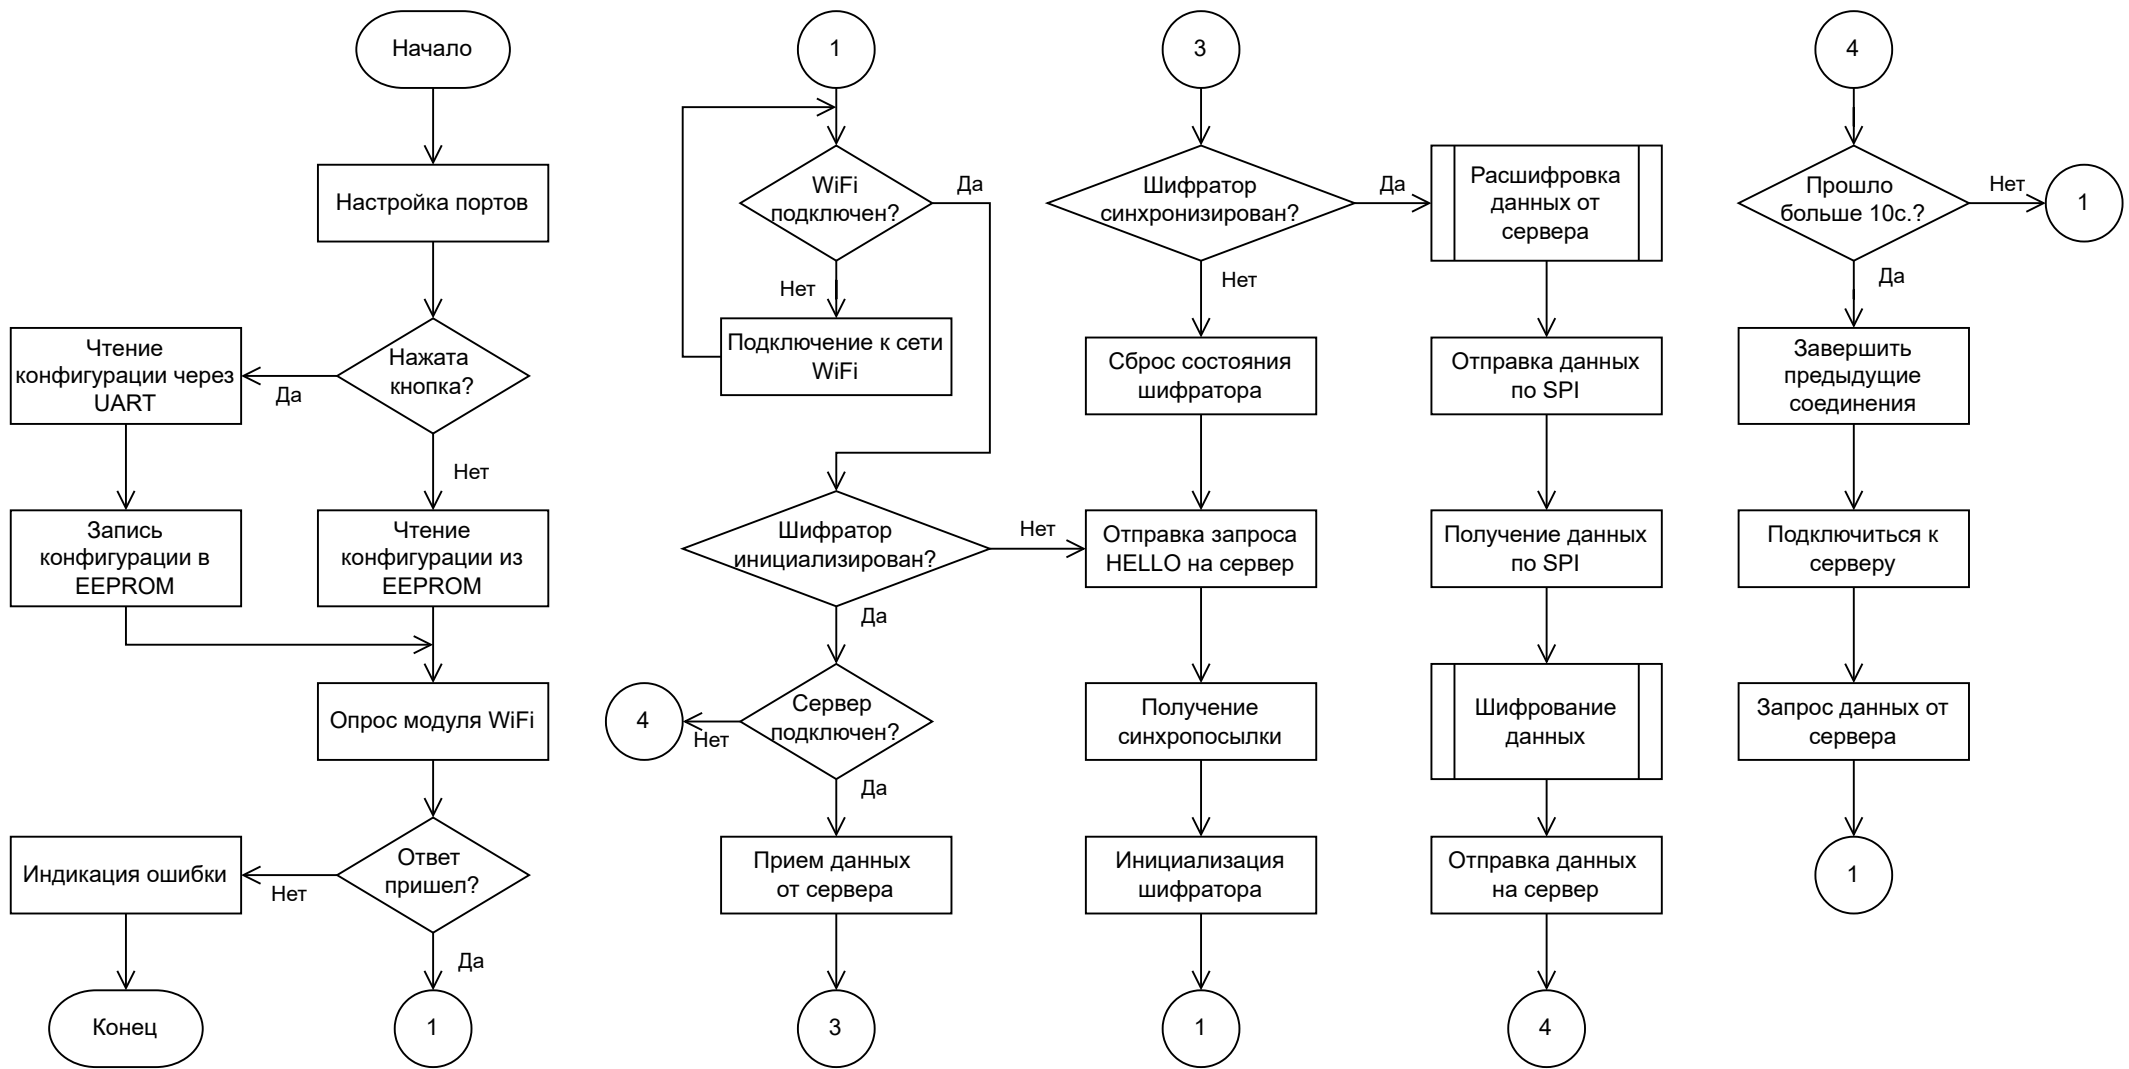 Начало
Настройка портов
Нажата
кнопка?
Да
Чтение
конфигурации через
UART
Запись
конфигурации в
EEPROM
Нет
Чтение
конфигурации из
EEPROM
Опрос модуля WiFi
Ответ
пришел?
Нет
Индикация ошибки
Конец
Да
1
1
WiFi
подключен?
Да
Нет
Подключение к сети
WiFi
Шифратор
инициализирован?
Нет
Да
Сервер
подключен?
Нет
4
Да
Прием данных
от сервера
3
3
Шифратор
синхронизирован?
Да
Нет
Сброс состояния
шифратора
Отправка запроса
HELLO на сервер
Получение
синхропосылки
Инициализация
шифратора
1
Расшифровка
данных от
сервера
Отправка данных
по SPI
Получение данных
по SPI
Шифрование
данных
Отправка данных
на сервер
4
4
Прошло
больше 10с.?
Нет
1
Да
Завершить
предыдущие
соединения
Подключиться к
серверу
Запрос данных от
сервера
1